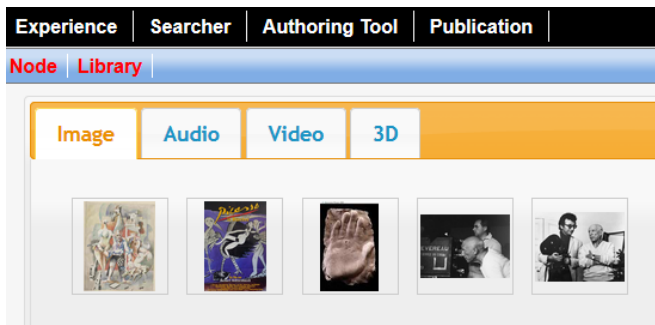 Experience Searcher Authoring Tool Publication
Node Library
Image Audio Video 3D
Picasso